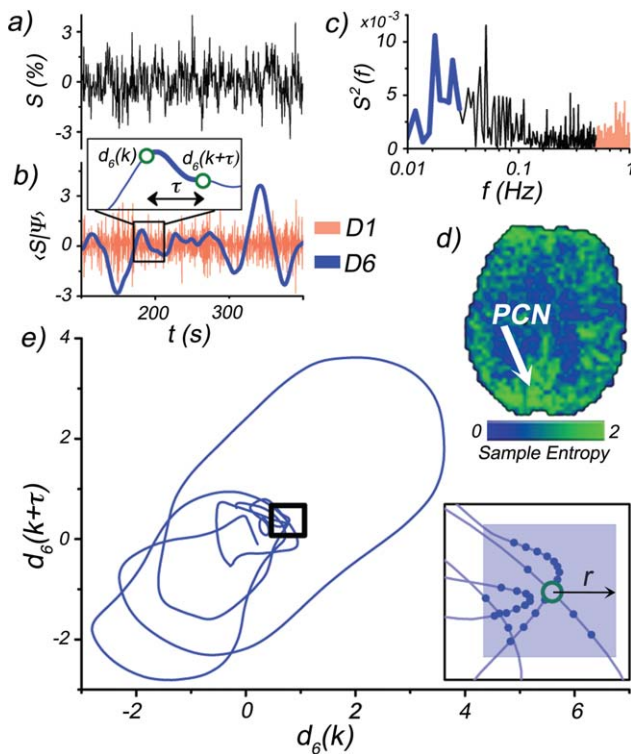 a)
S (%)
3
0
-3
c)
x10⁻³
S²(f)
10
5
0
0.01
0.1
1
f (Hz)
d₆(k)
d₆(k+τ)
τ
b)
⟨S|Ψ⟩
3
0
-3
200
300
t (s)
D1
D6
d)
PCN
0
2
Sample Entropy
e)
d₆(k+τ)
4
2
0
-2
-2
0
2
4
6
d₆(k)
r